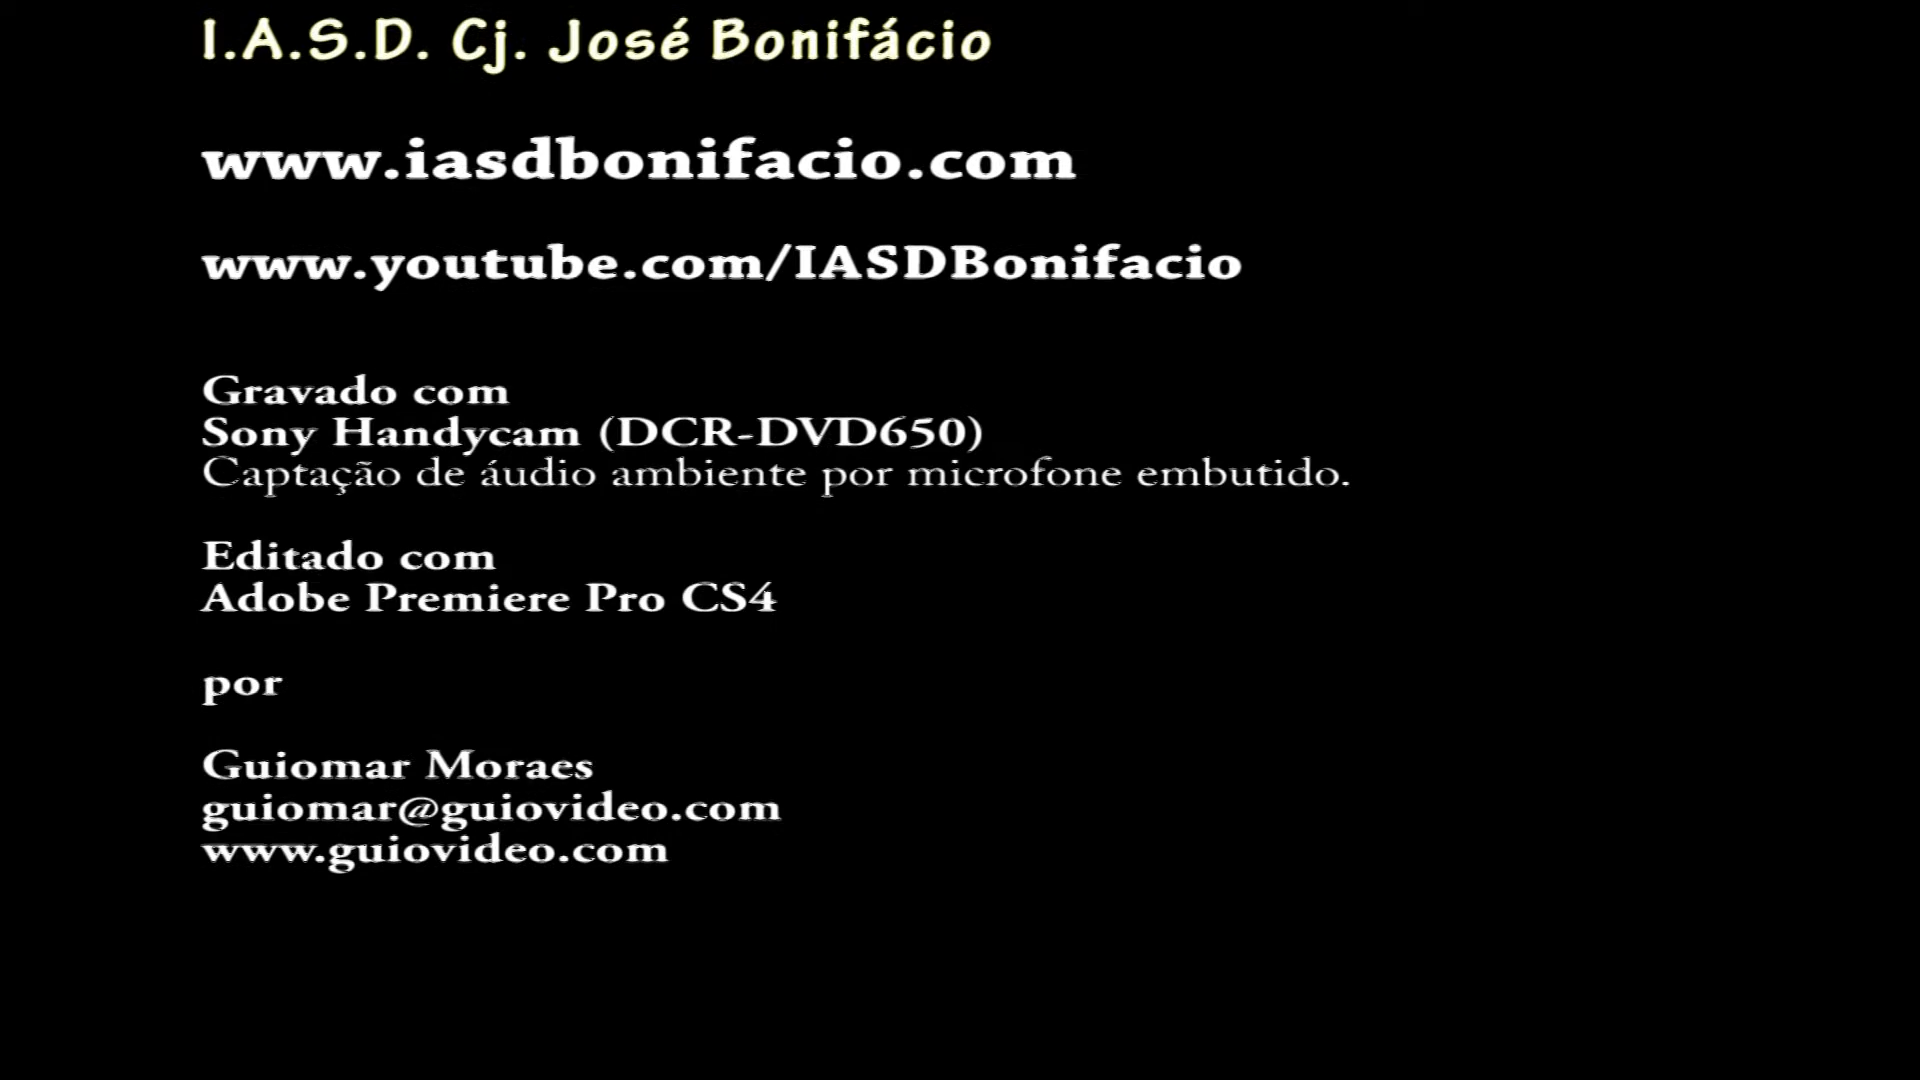 I.A.S.D. Cj. José Bonifácio
www.iasdbonifacio.com
www.youtube.com/IASDBonifacio
Gravado com
Sony Handycam (DCR-DVD650)
Captação de áudio ambiente por microfone embutido.
Editado com
Adobe Premiere Pro CS4
por
Guiomar Moraes
guiomar@guiovideo.com
www.guiovideo.com